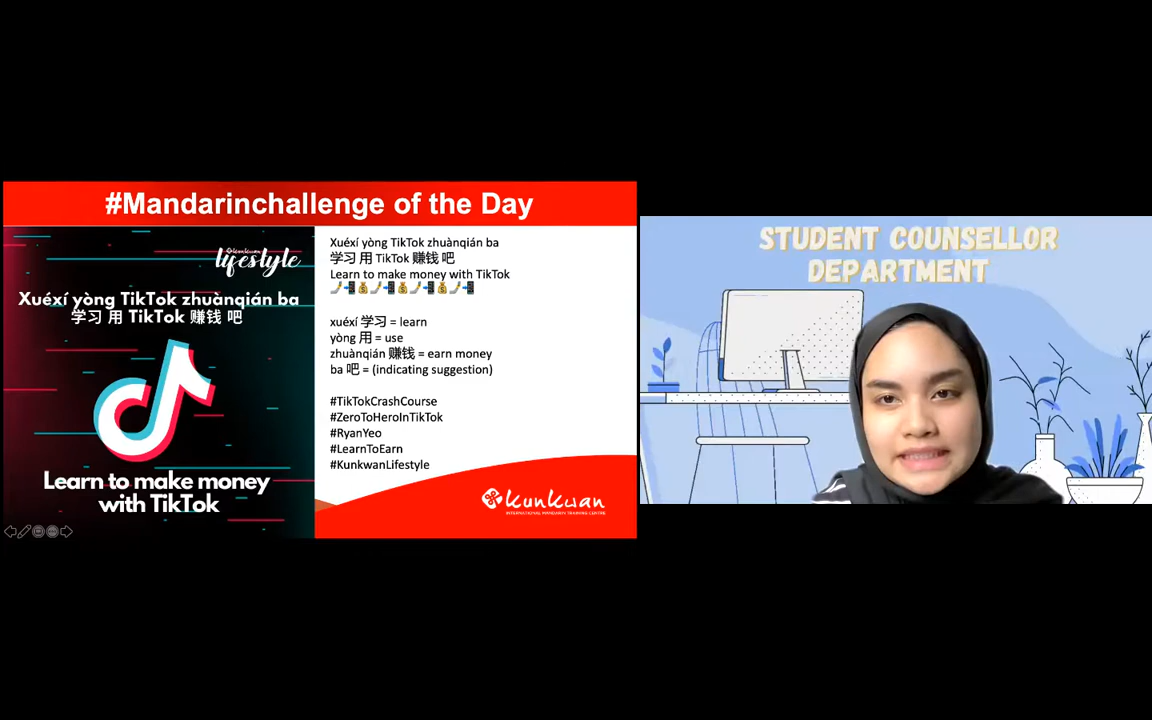 #Mandarinchallenge of the Day
Kunkwan
lifestyle
Xuéxí yòng TikTok zhuànqián ba
学习 用 TikTok 赚钱 吧
Learn to make money
with TikTok
Xuéxí yòng TikTok zhuànqián ba
学习 用 TikTok 赚钱 吧
Learn to make money with TikTok
xuéxí 学习 = learn
yòng 用 = use
zhuànqián 赚钱 = earn money
ba 吧 = (indicating suggestion)
#TikTokCrashCourse
#ZeroToHeroInTikTok
#RyanYeo
#LearnToEarn
#KunkwanLifestyle
kunkwan
INTERNATIONAL MANDARIN TRAINING CENTRE
STUDENT COUNSELLOR
DEPARTMENT